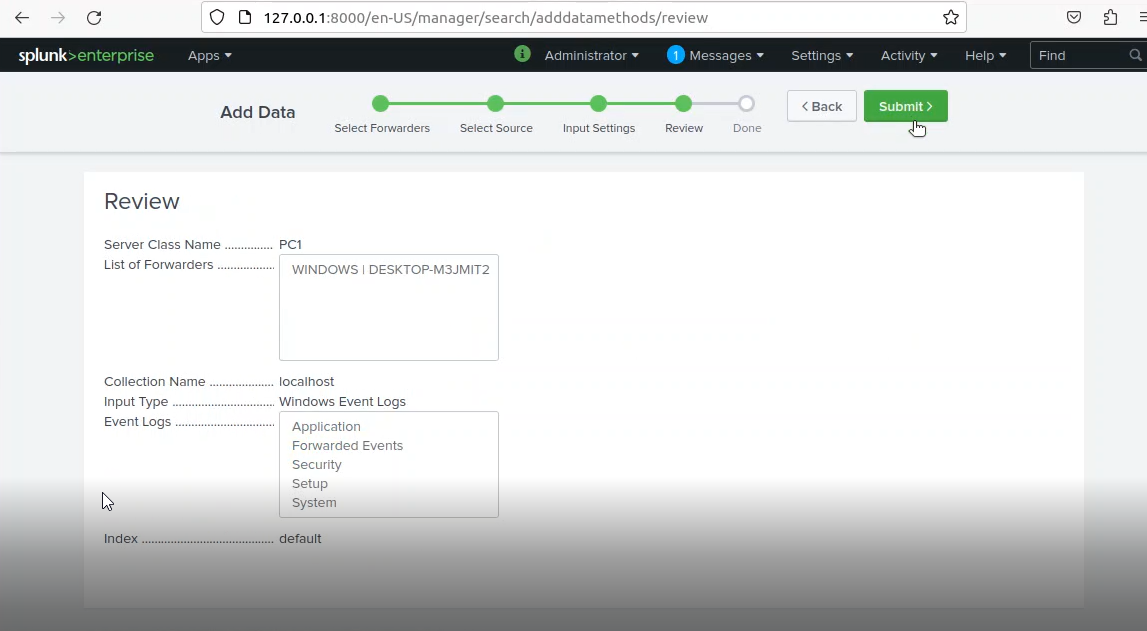 127.0.0.1:8000/en-US/manager/search/adddatamethods/review
splunk>enterprise Apps i Administrator 1 Messages Settings Activity Help Find
Add Data Select Forwarders Select Source Input Settings Review Done < Back Submit >
Review
Server Class Name ............... PC1
List of Forwarders ................. WINDOWS | DESKTOP-M3JMIT2
Collection Name .................... localhost
Input Type ................................ Windows Event Logs
Event Logs ............................... Application
Forwarded Events
Security
Setup
System
Index ......................................... default